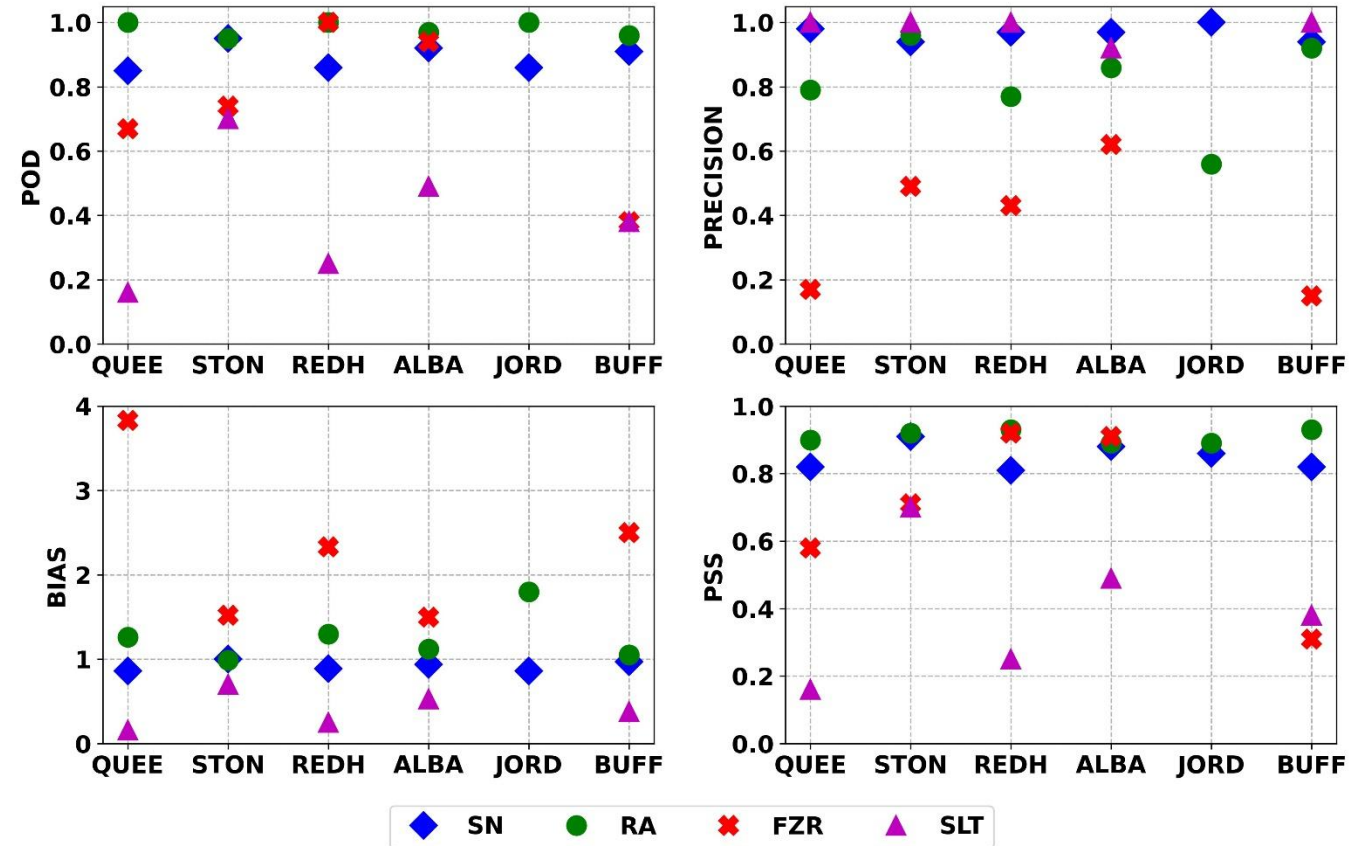 POD
1.0
0.8
0.6
0.4
0.2
0.0
QUEE STON REDH ALBA JORD BUFF
PRECISION
1.0
0.8
0.6
0.4
0.2
0.0
QUEE STON REDH ALBA JORD BUFF
BIAS
4
3
2
1
0
QUEE STON REDH ALBA JORD BUFF
PSS
1.0
0.8
0.6
0.4
0.2
0.0
QUEE STON REDH ALBA JORD BUFF
SN RA FZR SLT